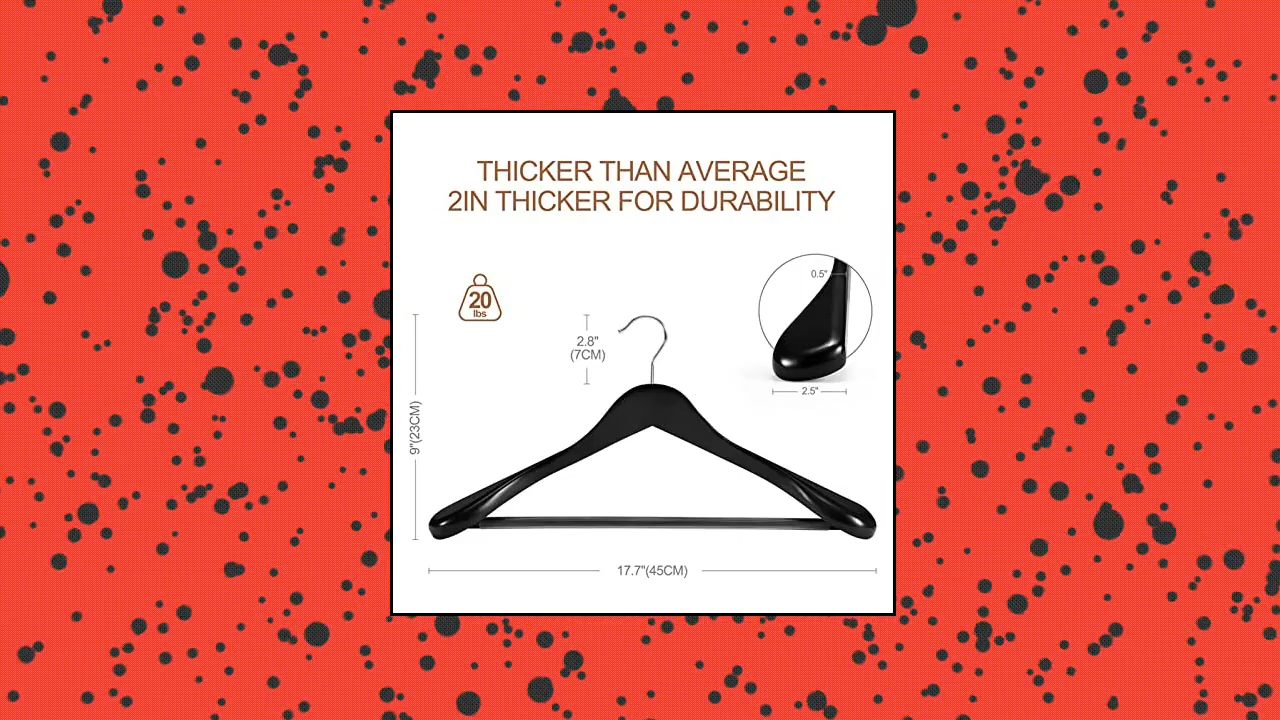 THICKER THAN AVERAGE
2IN THICKER FOR DURABILITY
20
lbs
0.5"
2.8"
(7CM)
2.5"
9"(23CM)
17.7"(45CM)